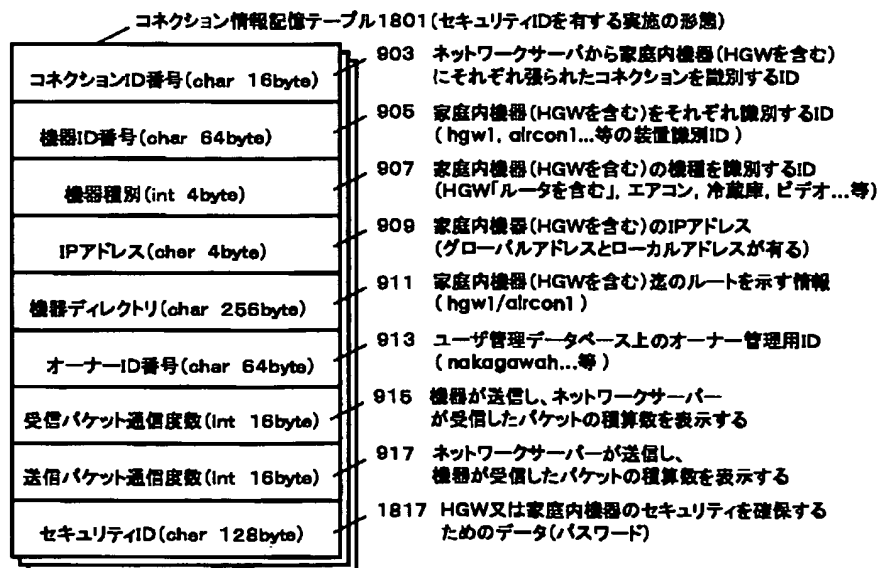 コネクション情報記憶テーブル1801(セキュリティIDを有する実施の形態)
コネクションID番号(char 16byte)
903 ネットワークサーバから家庭内機器(HGWを含む)
にそれぞれ張られたコネクションを識別するID
機器ID番号(char 64byte)
905 家庭内機器(HGWを含む)をそれぞれ識別するID
(hgw1, aircon1...等の装置識別ID)
機器種別(int 4byte)
907 家庭内機器(HGWを含む)の機種を識別するID
(HGW「ルータを含む」, エアコン, 冷蔵庫, ビデオ...等)
IPアドレス(char 4byte)
909 家庭内機器(HGWを含む)のIPアドレス
(グローバルアドレスとローカルアドレスが有る)
機器ディレクトリ(char 256byte)
911 家庭内機器(HGWを含む)迄のルートを示す情報
(hgw1/aircon1)
オーナーID番号(char 64byte)
913 ユーザ管理データベース上のオーナー管理用ID
(nakagawah...等)
受信パケット通信度数(int 16byte)
915 機器が送信し、ネットワークサーバー
が受信したパケットの積算数を表示する
送信パケット通信度数(int 16byte)
917 ネットワークサーバーが送信し、
機器が受信したパケットの積算数を表示する
セキュリティID(char 128byte)
1817 HGW又は家庭内機器のセキュリティを確保する
ためのデータ(パスワード)